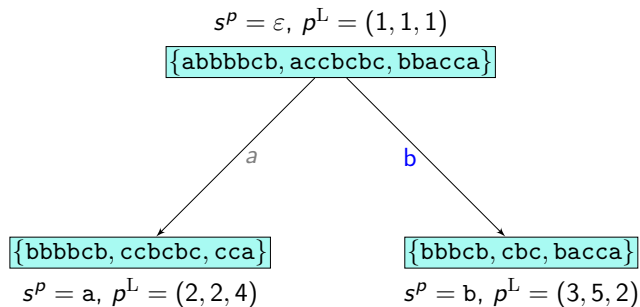 s^p = ε, p^L = (1, 1, 1)
{abbbbcb, accbcbc, bbacca}
a
b
{bbbbcb, ccbcbc, cca}
{bbbcb, cbc, bacca}
s^p = a, p^L = (2, 2, 4)
s^p = b, p^L = (3, 5, 2)